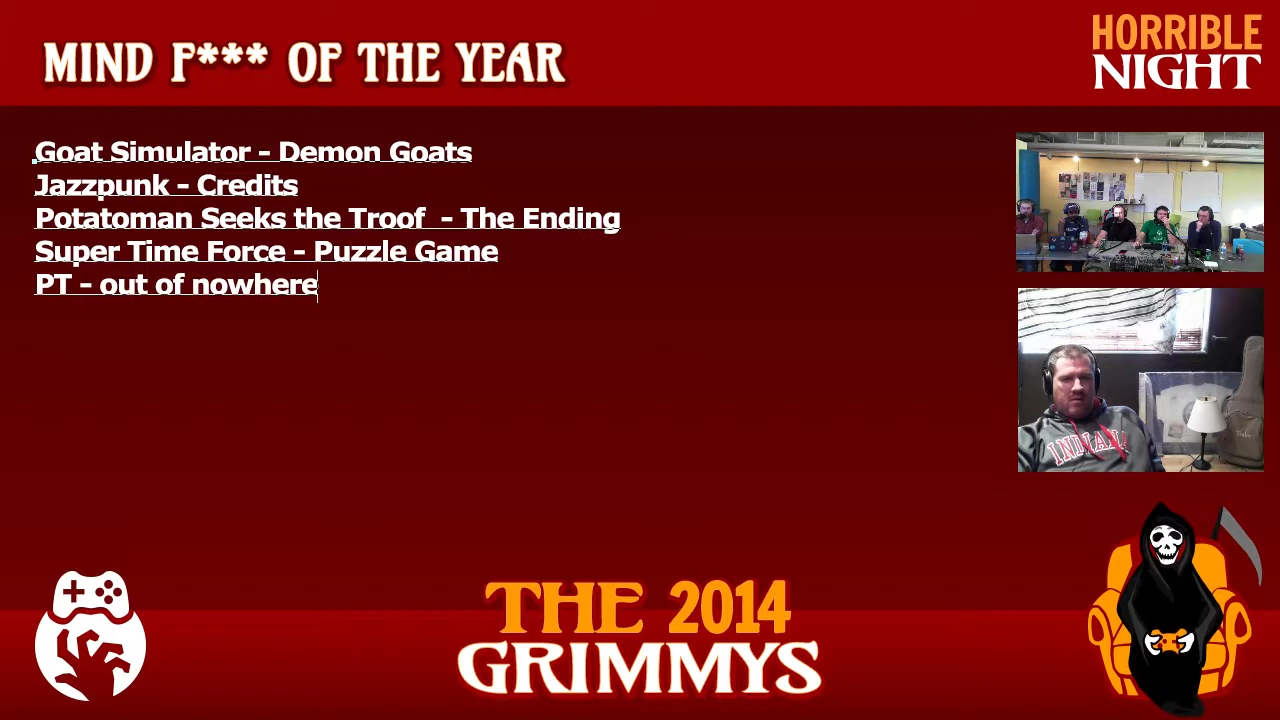 MIND F*** OF THE YEAR
HORRIBLE
NIGHT
Goat Simulator - Demon Goats
Jazzpunk - Credits
Potatoman Seeks the Troof  - The Ending
Super Time Force - Puzzle Game
PT - out of nowhere
INDIANA
THE 2014
GRIMMYS